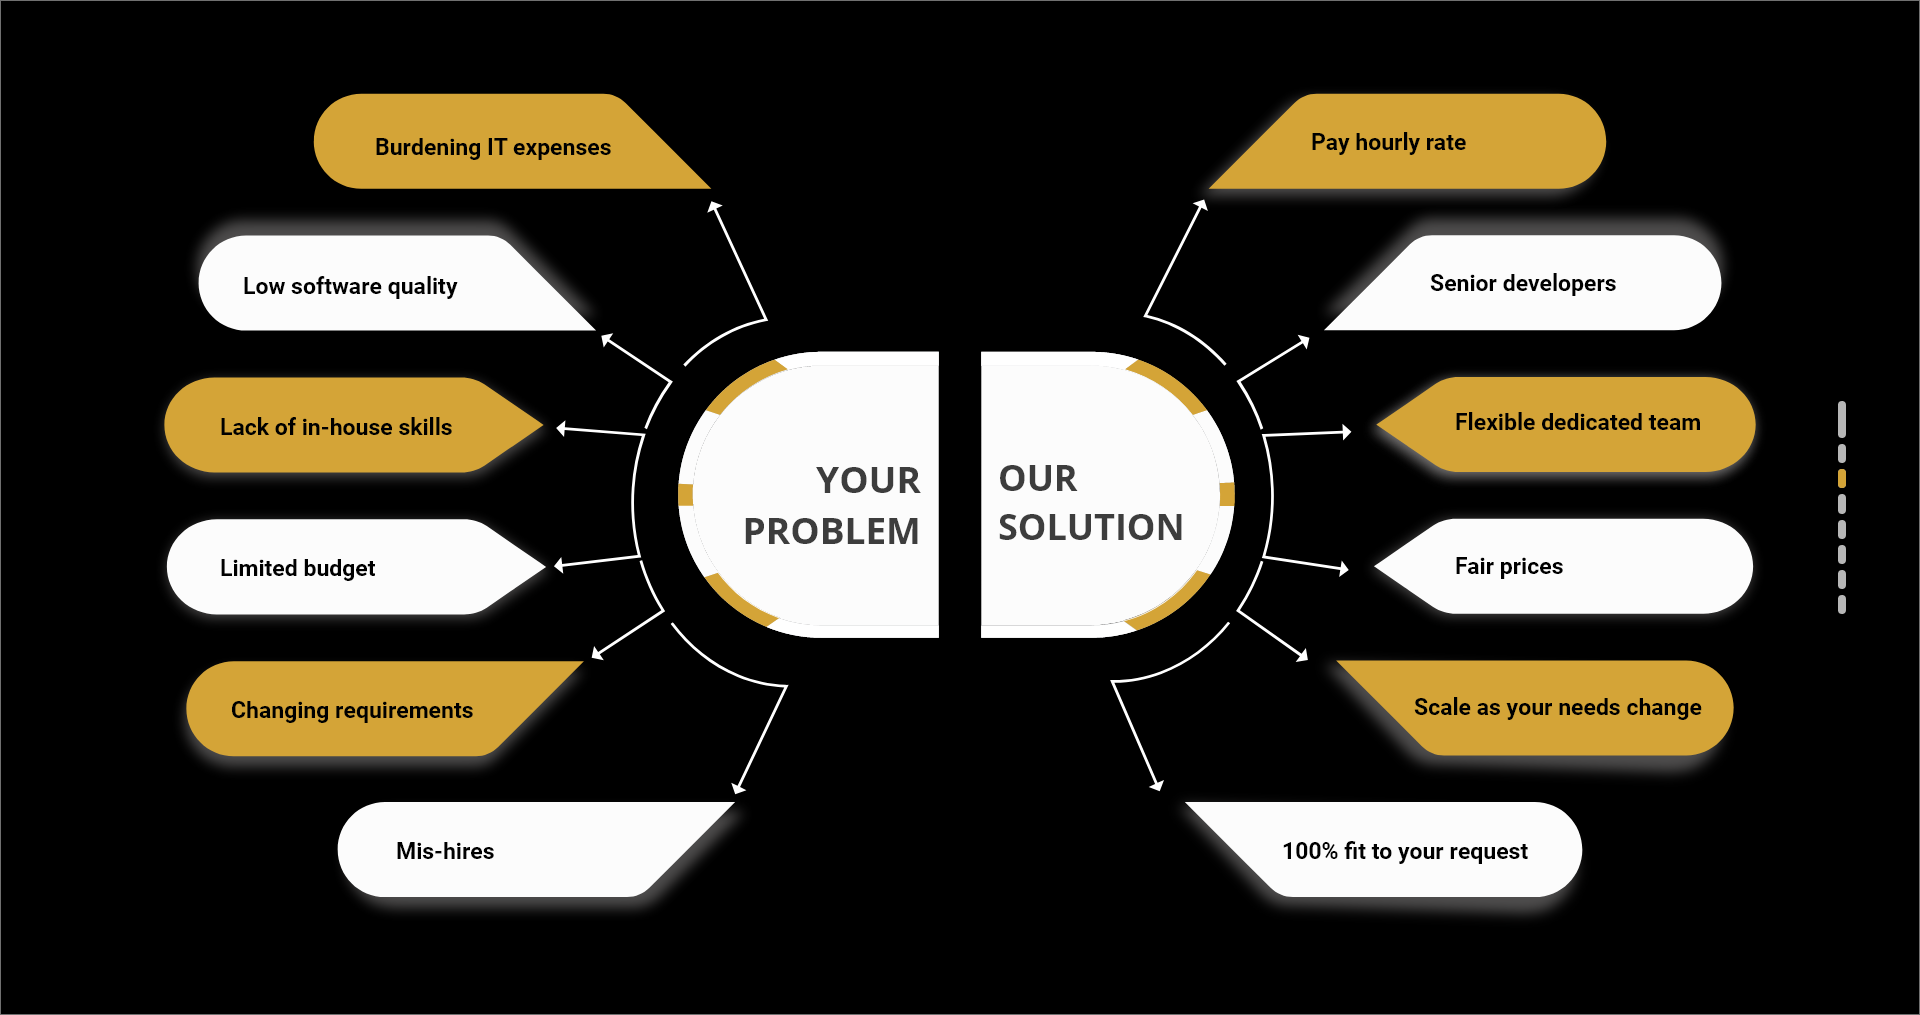 Burdening IT expenses
Low software quality
Lack of in-house skills
Limited budget
Changing requirements
Mis-hires
YOUR
PROBLEM
OUR
SOLUTION
Pay hourly rate
Senior developers
Flexible dedicated team
Fair prices
Scale as your needs change
100% fit to your request